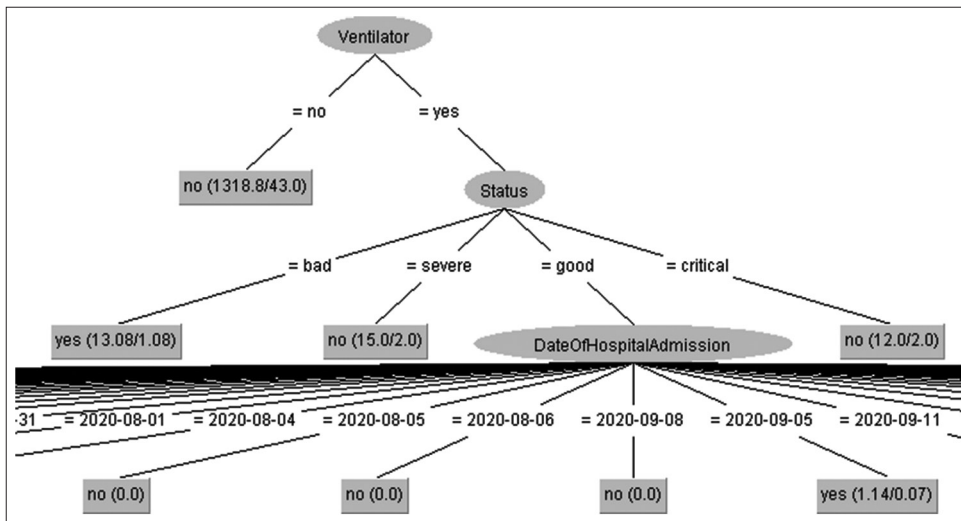 Ventilator
= no
= yes
no (1318.8/43.0)
Status
= bad
= severe
= good
= critical
yes (13.08/1.08)
no (15.0/2.0)
DateOfHospitalAdmission
no (12.0/2.0)
-31
= 2020-08-01
= 2020-08-04
= 2020-08-05
= 2020-08-06
= 2020-09-08
= 2020-09-05
= 2020-09-11
no (0.0)
no (0.0)
no (0.0)
yes (1.14/0.07)